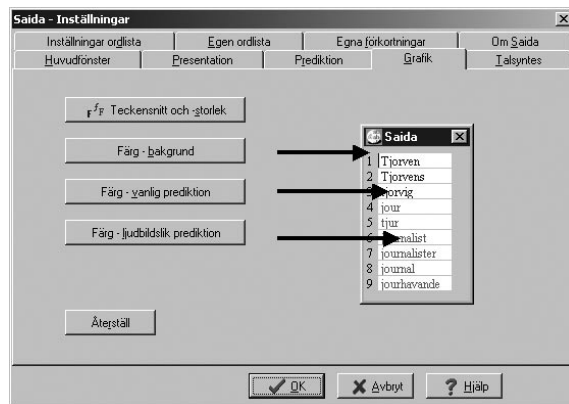 Saida - Inställningar
Inställningar ordlista Egen ordlista Egna förkortningar Om Saida
Huvudfönster Presentation Prediktion Grafik Talsyntes
Teckensnitt och -storlek
Färg - bakgrund
Färg - vanlig prediktion
Färg - ljudbildslik prediktion
Återställ
Saida
1 Tjorven
2 Tjorvens
3 tjorvig
4 jour
5 tjur
6 journalist
7 journalister
8 journal
9 jourhavande
OK Avbryt Hjälp